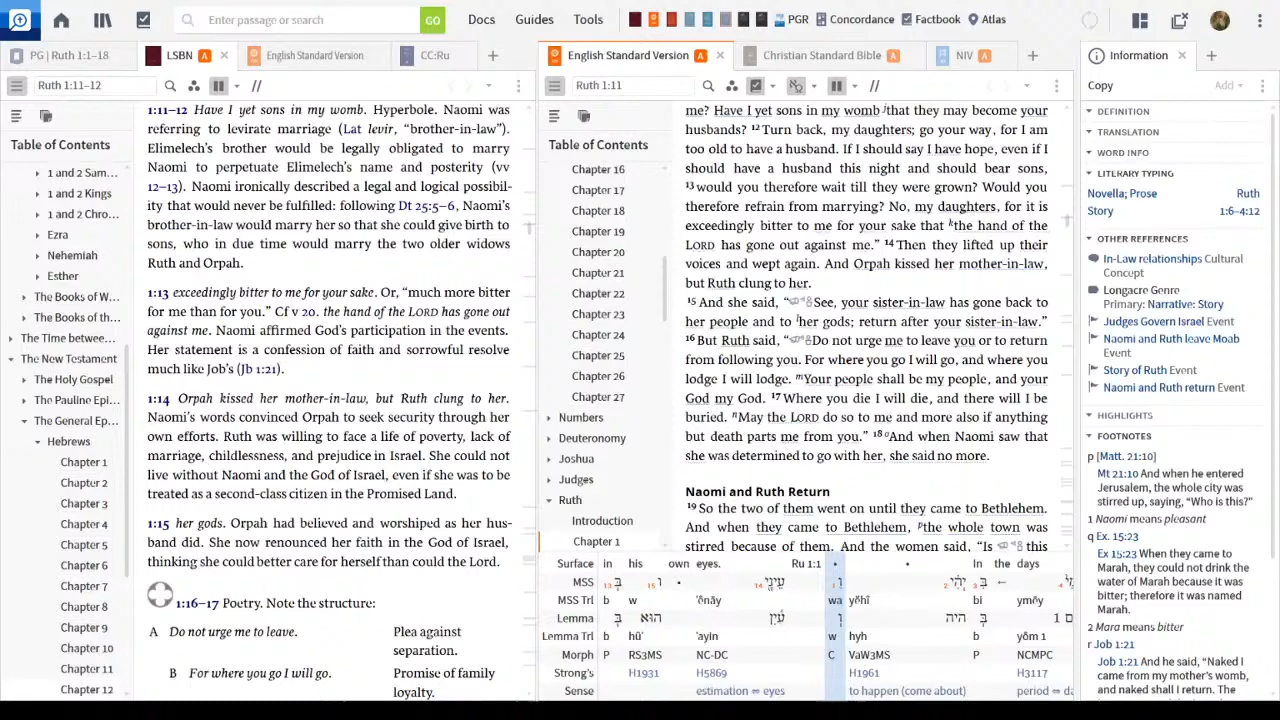 Enter passage or search
GO
Docs
Guides
Tools
PGR
Concordance
Factbook
Atlas
PG | Ruth 1:1–18
LSBN A
English Standard Version
CC:Ru
Ruth 1:11–12
Table of Contents
1 and 2 Sam...
1 and 2 Kings
1 and 2 Chro...
Ezra
Nehemiah
Esther
The Books of W...
The Books of th...
The Time betwee...
The New Testament
The Holy Gospel
The Pauline Epi...
The General Ep...
Hebrews
Chapter 1
Chapter 2
Chapter 3
Chapter 4
Chapter 5
Chapter 6
Chapter 7
Chapter 8
Chapter 9
Chapter 10
Chapter 11
Chapter 12
1:11–12 Have I yet sons in my womb. Hyperbole. Naomi was
referring to levirate marriage (Lat levir, “brother-in-law”).
Elimelech’s brother would be legally obligated to marry
Naomi to perpetuate Elimelech’s name and posterity (vv
12–13). Naomi ironically described a legal and logical possibil-
ity that would never be fulfilled: following Dt 25:5–6, Naomi’s
brother-in-law would marry her so that she could give birth to
sons, who in due time would marry the two older widows
Ruth and Orpah.
1:13 exceedingly bitter to me for your sake. Or, “much more bitter
for me than for you.” Cf v 20. the hand of the LORD has gone out
against me. Naomi affirmed God’s participation in the events.
Her statement is a confession of faith and sorrowful resolve
much like Job’s (Jb 1:21).
1:14 Orpah kissed her mother-in-law, but Ruth clung to her.
Naomi’s words convinced Orpah to seek security through her
own efforts. Ruth was willing to face a life of poverty, lack of
marriage, childlessness, and prejudice in Israel. She could not
live without Naomi and the God of Israel, even if she was to be
treated as a second-class citizen in the Promised Land.
1:15 her gods. Orpah had believed and worshiped as her hus-
band did. She now renounced her faith in the God of Israel,
thinking she could better care for herself than could the Lord.
1:16–17 Poetry. Note the structure:
A Do not urge me to leave. Plea against
separation.
B For where you go I will go. Promise of family
loyalty.
English Standard Version A
Christian Standard Bible A
NIV A
Ruth 1:11
Table of Contents
Chapter 16
Chapter 17
Chapter 18
Chapter 19
Chapter 20
Chapter 21
Chapter 22
Chapter 23
Chapter 24
Chapter 25
Chapter 26
Chapter 27
Numbers
Deuteronomy
Joshua
Judges
Ruth
Introduction
Chapter 1
me? Have I yet sons in my womb j that they may become your
husbands? 12 Turn back, my daughters; go your way, for I am
too old to have a husband. If I should say I have hope, even if I
should have a husband this night and should bear sons,
13 would you therefore wait till they were grown? Would you
therefore refrain from marrying? No, my daughters, for it is
exceedingly bitter to me for your sake that k the hand of the
LORD has gone out against me.” 14 Then they lifted up their
voices and wept again. And Orpah kissed her mother-in-law,
but Ruth clung to her.
15 And she said, “See, your sister-in-law has gone back to
her people and to l her gods; return after your sister-in-law.”
16 But Ruth said, “Do not urge me to leave you or to return
from following you. For where you go I will go, and where you
lodge I will lodge. m Your people shall be my people, and your
God my God. 17 Where you die I will die, and there will I be
buried. n May the LORD do so to me and more also if anything
but death parts me from you.” 18 o And when Naomi saw that
she was determined to go with her, she said no more.
Naomi and Ruth Return
19 So the two of them went on until they came to Bethlehem.
And when they came to Bethlehem, p the whole town was
stirred because of them. And the women said, “Is this
Surface in his own eyes. Ru 1:1 • • In the days
MSS 13 בְּ 15 ו • 14 עֵינָֽי 1 וַ 2 יְהִ֗י 3 בִּ 4
MSS Trl b w ʿênāy wa yĕhî bi ymêy
Lemma בְּ הוּא עַ֫יִן וְ היה בְּ 1 ם
Lemma Trl b hûʾ ʿayin w hyh b yôm 1
Morph P RS3MS NC-DC C VaW3MS P NCMPC
Strong’s H1931 H5869 H1961 H3117
Sense estimation ⇔ eyes to happen (come about) period ⇔ da
Information
Copy
Add
DEFINITION
TRANSLATION
WORD INFO
LITERARY TYPING
Novella; Prose Ruth
Story 1:6–4:12
OTHER REFERENCES
In-Law relationships Cultural
Concept
Longacre Genre
Primary: Narrative: Story
Judges Govern Israel Event
Naomi and Ruth leave Moab
Event
Story of Ruth Event
Naomi and Ruth return Event
HIGHLIGHTS
FOOTNOTES
p [Matt. 21:10]
Mt 21:10 And when he entered
Jerusalem, the whole city was
stirred up, saying, “Who is this?”
1 Naomi means pleasant
q Ex. 15:23
Ex 15:23 When they came to
Marah, they could not drink the
water of Marah because it was
bitter; therefore it was named
Marah.
2 Mara means bitter
r Job 1:21
Job 1:21 And he said, “Naked I
came from my mother’s womb,
and naked shall I return. The